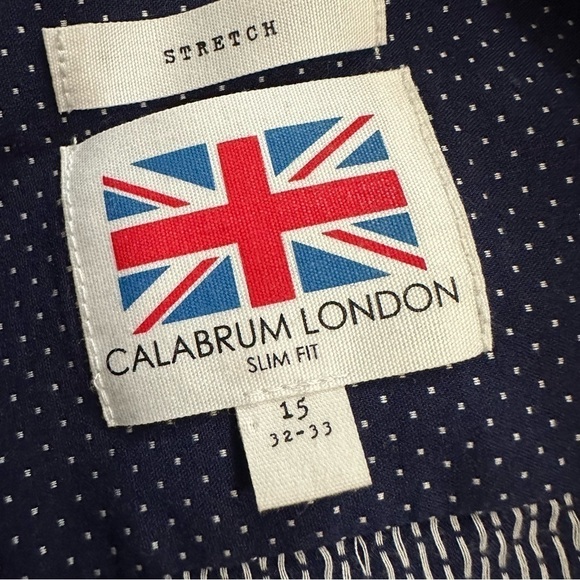 STRETCH
CALABRUM LONDON
SLIM FIT
15
32-33